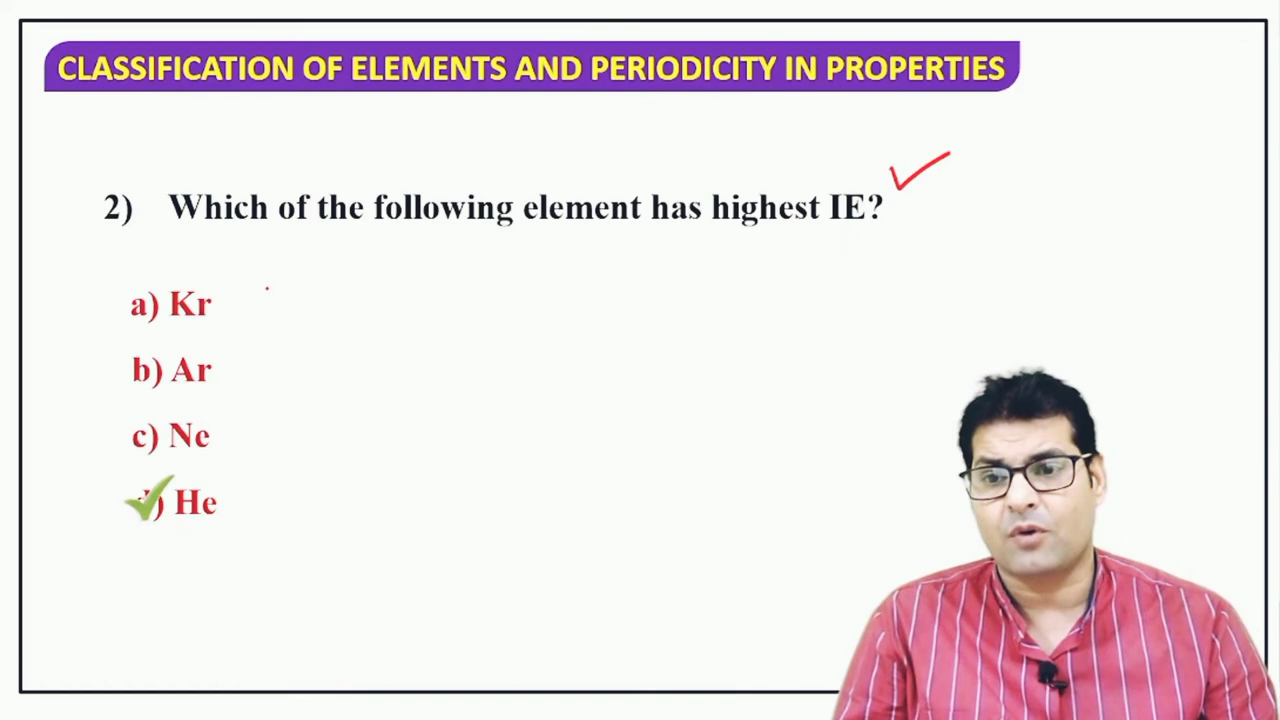 CLASSIFICATION OF ELEMENTS AND PERIODICITY IN PROPERTIES
2) Which of the following element has highest IE?
a) Kr
b) Ar
c) Ne
d) He